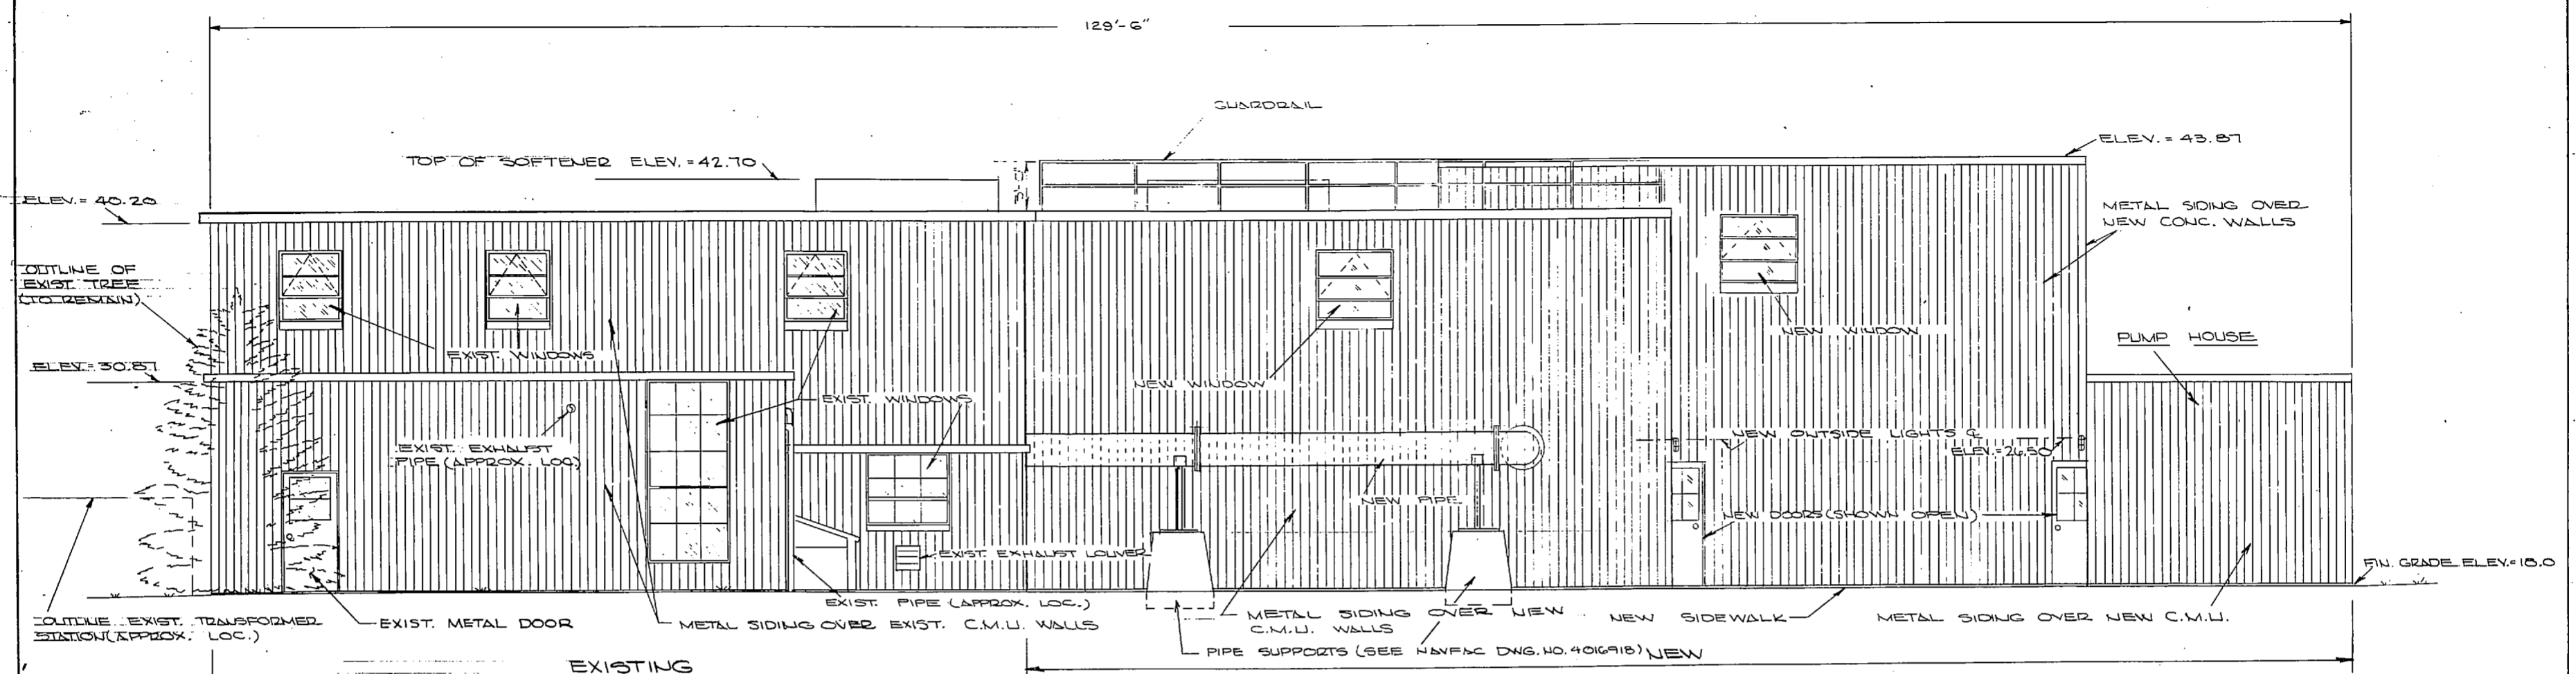 129'-6"
GUARDRAIL
ELEV. = 43.87
TOP OF SOFTENER ELEV. = 42.70
3'-0"
ELEV. = 40.20
METAL SIDING OVER
NEW CONC. WALLS
OUTLINE OF
EXIST TREE
(TO REMAIN)
EXIST. WINDOWS
NEW WINDOW
PUMP HOUSE
ELEV. = 30.87
NEW WINDOW
EXIST. WINDOWS
EXIST. EXHAUST
PIPE (APPROX. LOC.)
NEW OUTSIDE LIGHTS ℄
ELEV. = 26.50
NEW PIPE
NEW DOORS (SHOWN OPEN)
EXIST. EXHAUST LOUVER
FIN. GRADE ELEV. = 18.0
EXIST. PIPE (APPROX. LOC.)
OUTLINE EXIST. TRANSFORMER
STATION (APPROX. LOC.)
EXIST. METAL DOOR
METAL SIDING OVER EXIST. C.M.U. WALLS
METAL SIDING OVER NEW
C.M.U. WALLS
NEW SIDEWALK
METAL SIDING OVER NEW C.M.U.
PIPE SUPPORTS (SEE NAVFAC DWG. NO. 4016918)
EXISTING
NEW